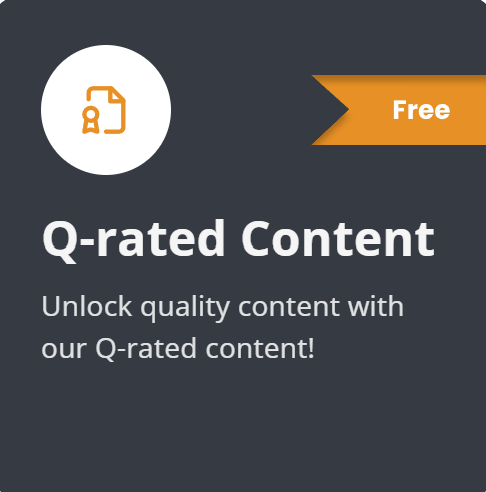 Free
Q-rated Content
Unlock quality content with
our Q-rated content!